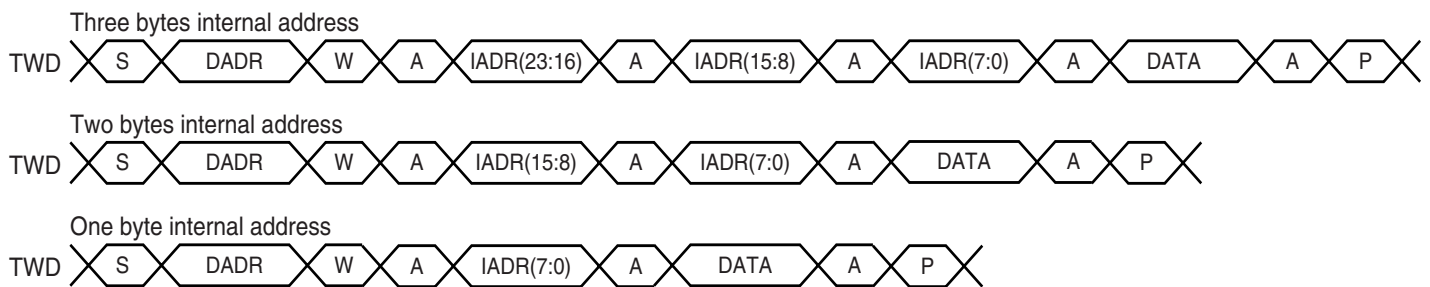 Three bytes internal address
TWD S DADR W A IADR(23:16) A IADR(15:8) A IADR(7:0) A DATA A P
Two bytes internal address
TWD S DADR W A IADR(15:8) A IADR(7:0) A DATA A P
One byte internal address
TWD S DADR W A IADR(7:0) A DATA A P